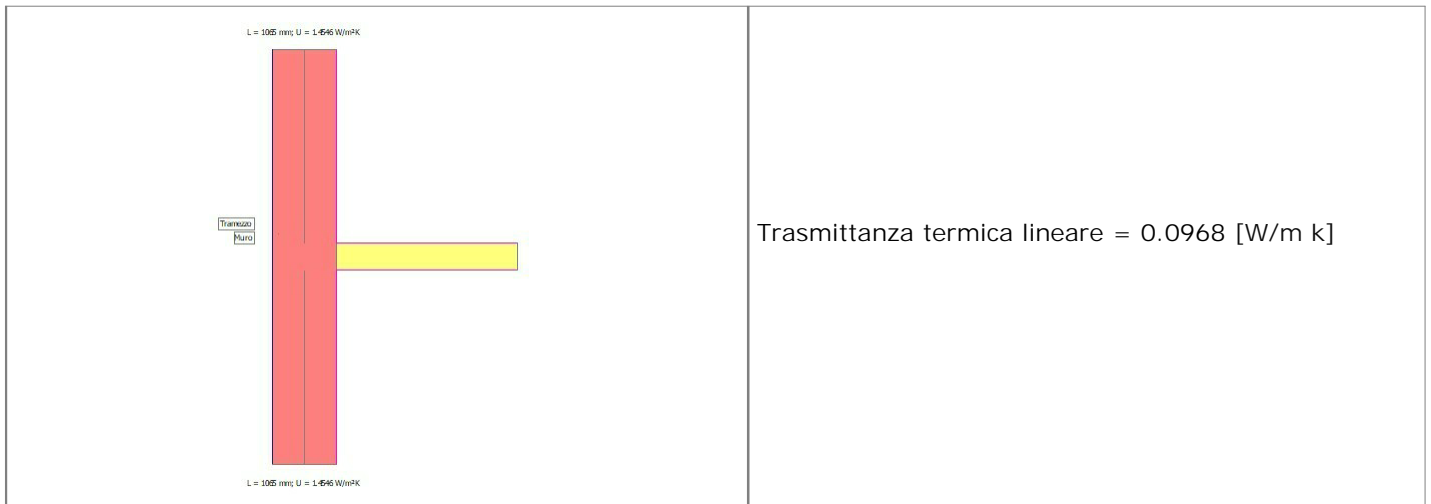 L = 1065 mm; U = 1.4546 W/m²K
Tramezzo
Muro
Trasmittanza termica lineare = 0.0968 [W/m k]
L = 1065 mm; U = 1.4546 W/m²K